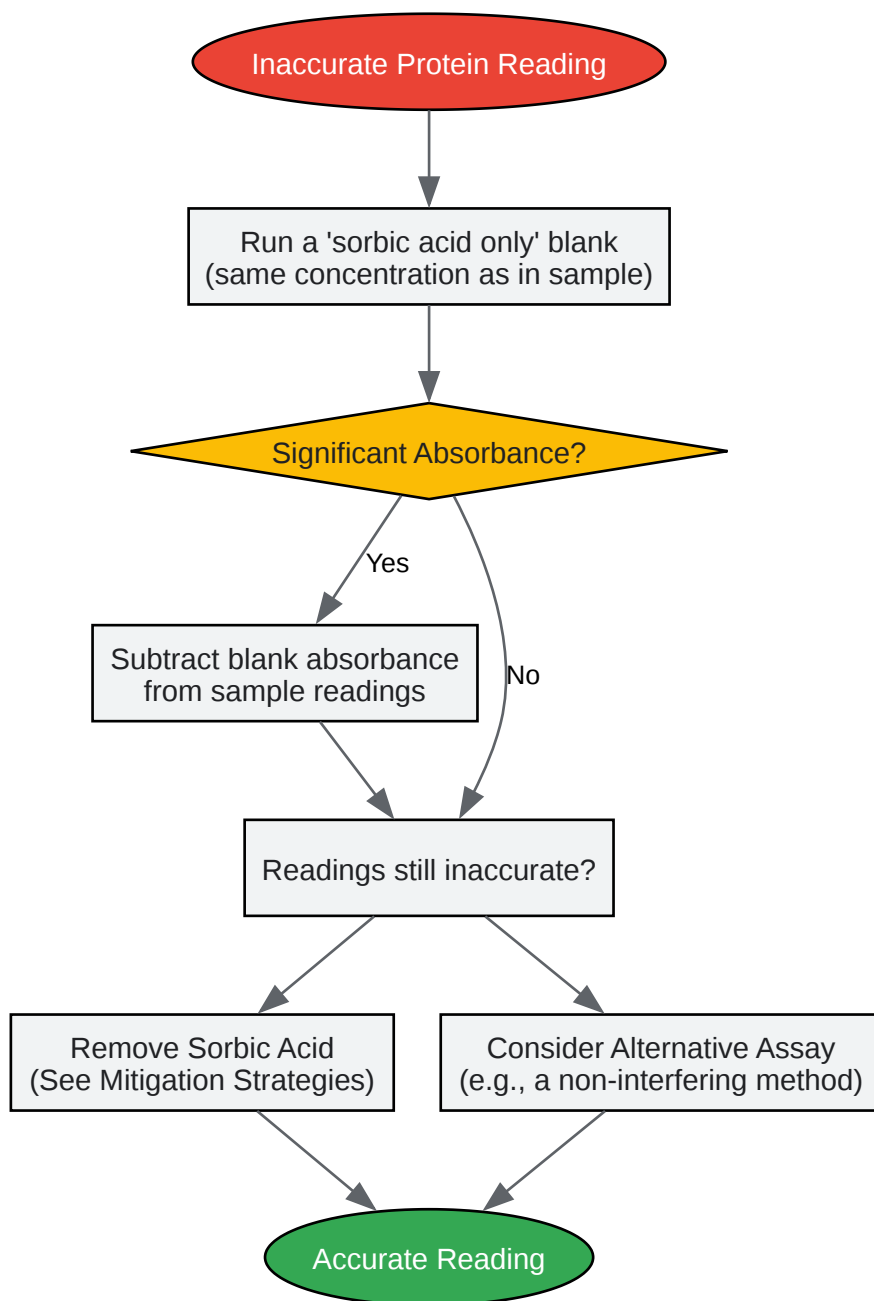 Inaccurate Protein Reading
Run a 'sorbic acid only' blank
(same concentration as in sample)
Significant Absorbance?
Yes
Subtract blank absorbance
from sample readings
No
Readings still inaccurate?
Remove Sorbic Acid
(See Mitigation Strategies)
Consider Alternative Assay
(e.g., a non-interfering method)
Accurate Reading